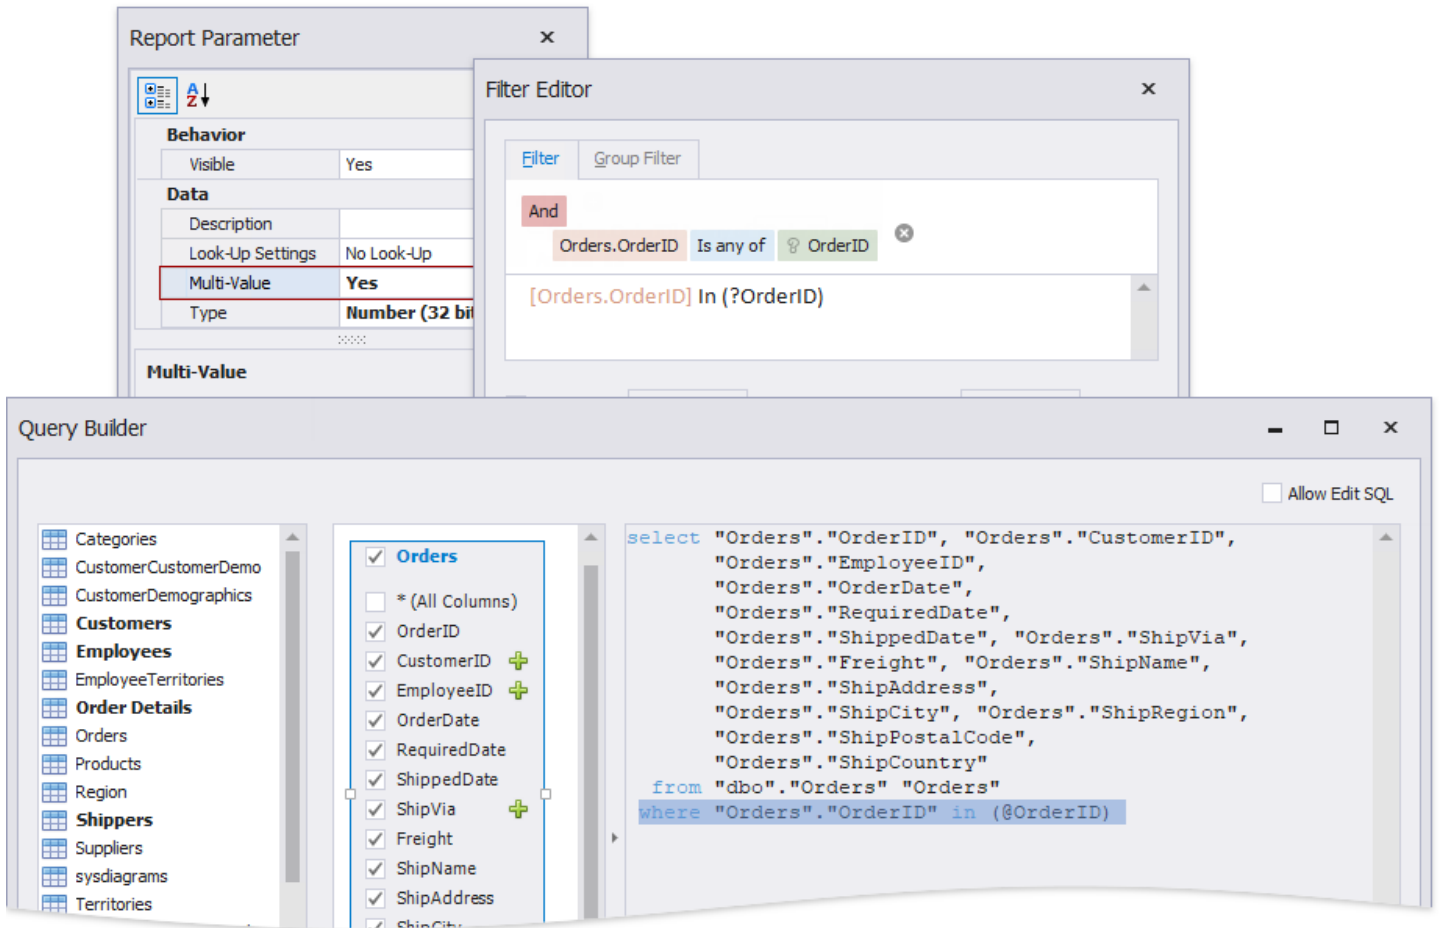 Report Parameter
Behavior
Visible Yes
Data
Description
Look-Up Settings No Look-Up
Multi-Value Yes
Type Number (32 bit
Multi-Value
Filter Editor
Filter Group Filter
And
Orders.OrderID Is any of OrderID
[Orders.OrderID] In (?OrderID)
Query Builder
Allow Edit SQL
Categories
CustomerCustomerDemo
CustomerDemographics
Customers
Employees
EmployeeTerritories
Order Details
Orders
Products
Region
Shippers
Suppliers
sysdiagrams
Territories
Orders
* (All Columns)
OrderID
CustomerID
EmployeeID
OrderDate
RequiredDate
ShippedDate
ShipVia
Freight
ShipName
ShipAddress
ShipCity
select "Orders"."OrderID", "Orders"."CustomerID",
"Orders"."EmployeeID",
"Orders"."OrderDate",
"Orders"."RequiredDate",
"Orders"."ShippedDate", "Orders"."ShipVia",
"Orders"."Freight", "Orders"."ShipName",
"Orders"."ShipAddress",
"Orders"."ShipCity", "Orders"."ShipRegion",
"Orders"."ShipPostalCode",
"Orders"."ShipCountry"
from "dbo"."Orders" "Orders"
where "Orders"."OrderID" in (@OrderID)